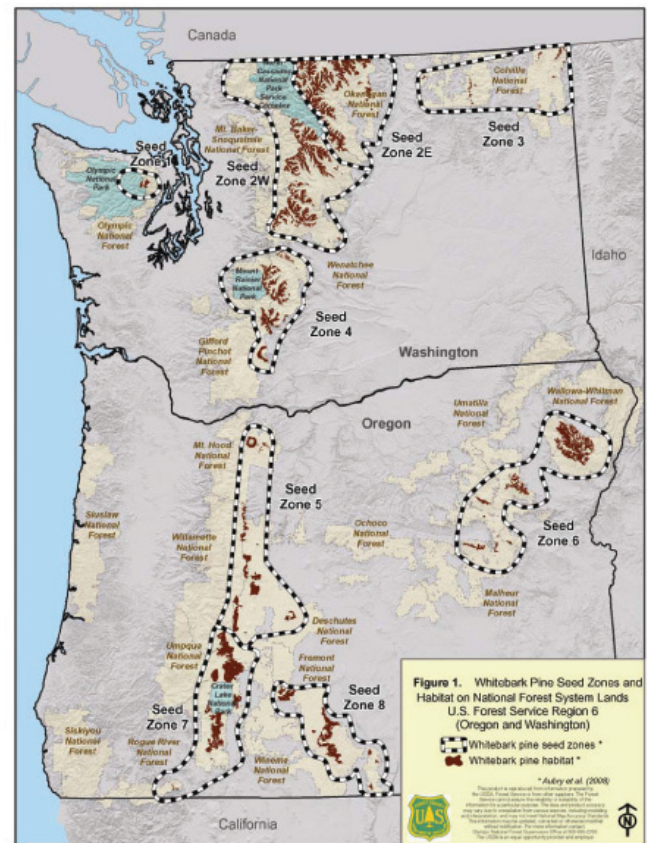 Canada
North
Cascades
National
Park
Service
Complex
Okanogan
National
Forest
Colville
National
Forest
Mt. Baker-
Snoqualmie
National Forest
Seed
Zone 1
Olympic
National
Park
Seed
Zone 2W
Seed
Zone 2E
Seed
Zone 3
Olympic
National
Forest
Idaho
Wenatchee
National
Forest
Mount
Rainier
National
Park
Seed
Zone 4
Gifford
Pinchot
National
Forest
Washington
Wallowa-Whitman
National Forest
Umatilla
National
Forest
Oregon
Mt. Hood
National
Forest
Seed
Zone 5
Siuslaw
National
Forest
Willamette
National
Forest
Ochoco
National
Forest
Seed
Zone 6
Malheur
National
Forest
Deschutes
National
Forest
Umpqua
National
Forest
Fremont
National
Forest
Crater
Lake
National
Park
Seed
Zone 7
Seed
Zone 8
Siskiyou
National
Forest
Rogue River
National
Forest
Winema
National
Forest
California
Figure 1. Whitebark Pine Seed Zones and
Habitat on National Forest System Lands
U.S. Forest Service Region 6
(Oregon and Washington)
Whitebark pine seed zones *
Whitebark pine habitat *
* Aubry et al. (2008)
UAS
N